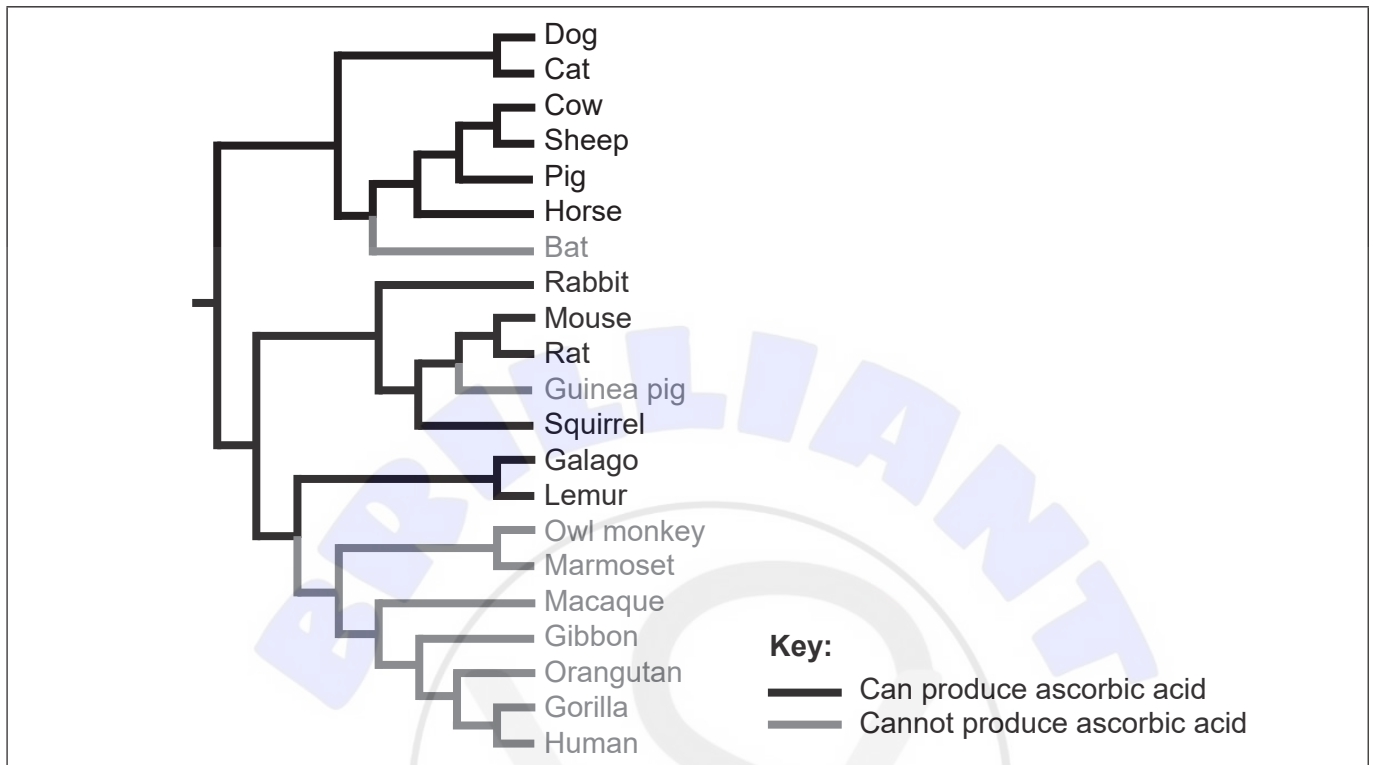 Dog
Cat
Cow
Sheep
Pig
Horse
Bat
Rabbit
Mouse
Rat
Guinea pig
Squirrel
Galago
Lemur
Owl monkey
Marmoset
Macaque
Gibbon
Orangutan
Gorilla
Human
Key:
Can produce ascorbic acid
Cannot produce ascorbic acid
BRILLIANT